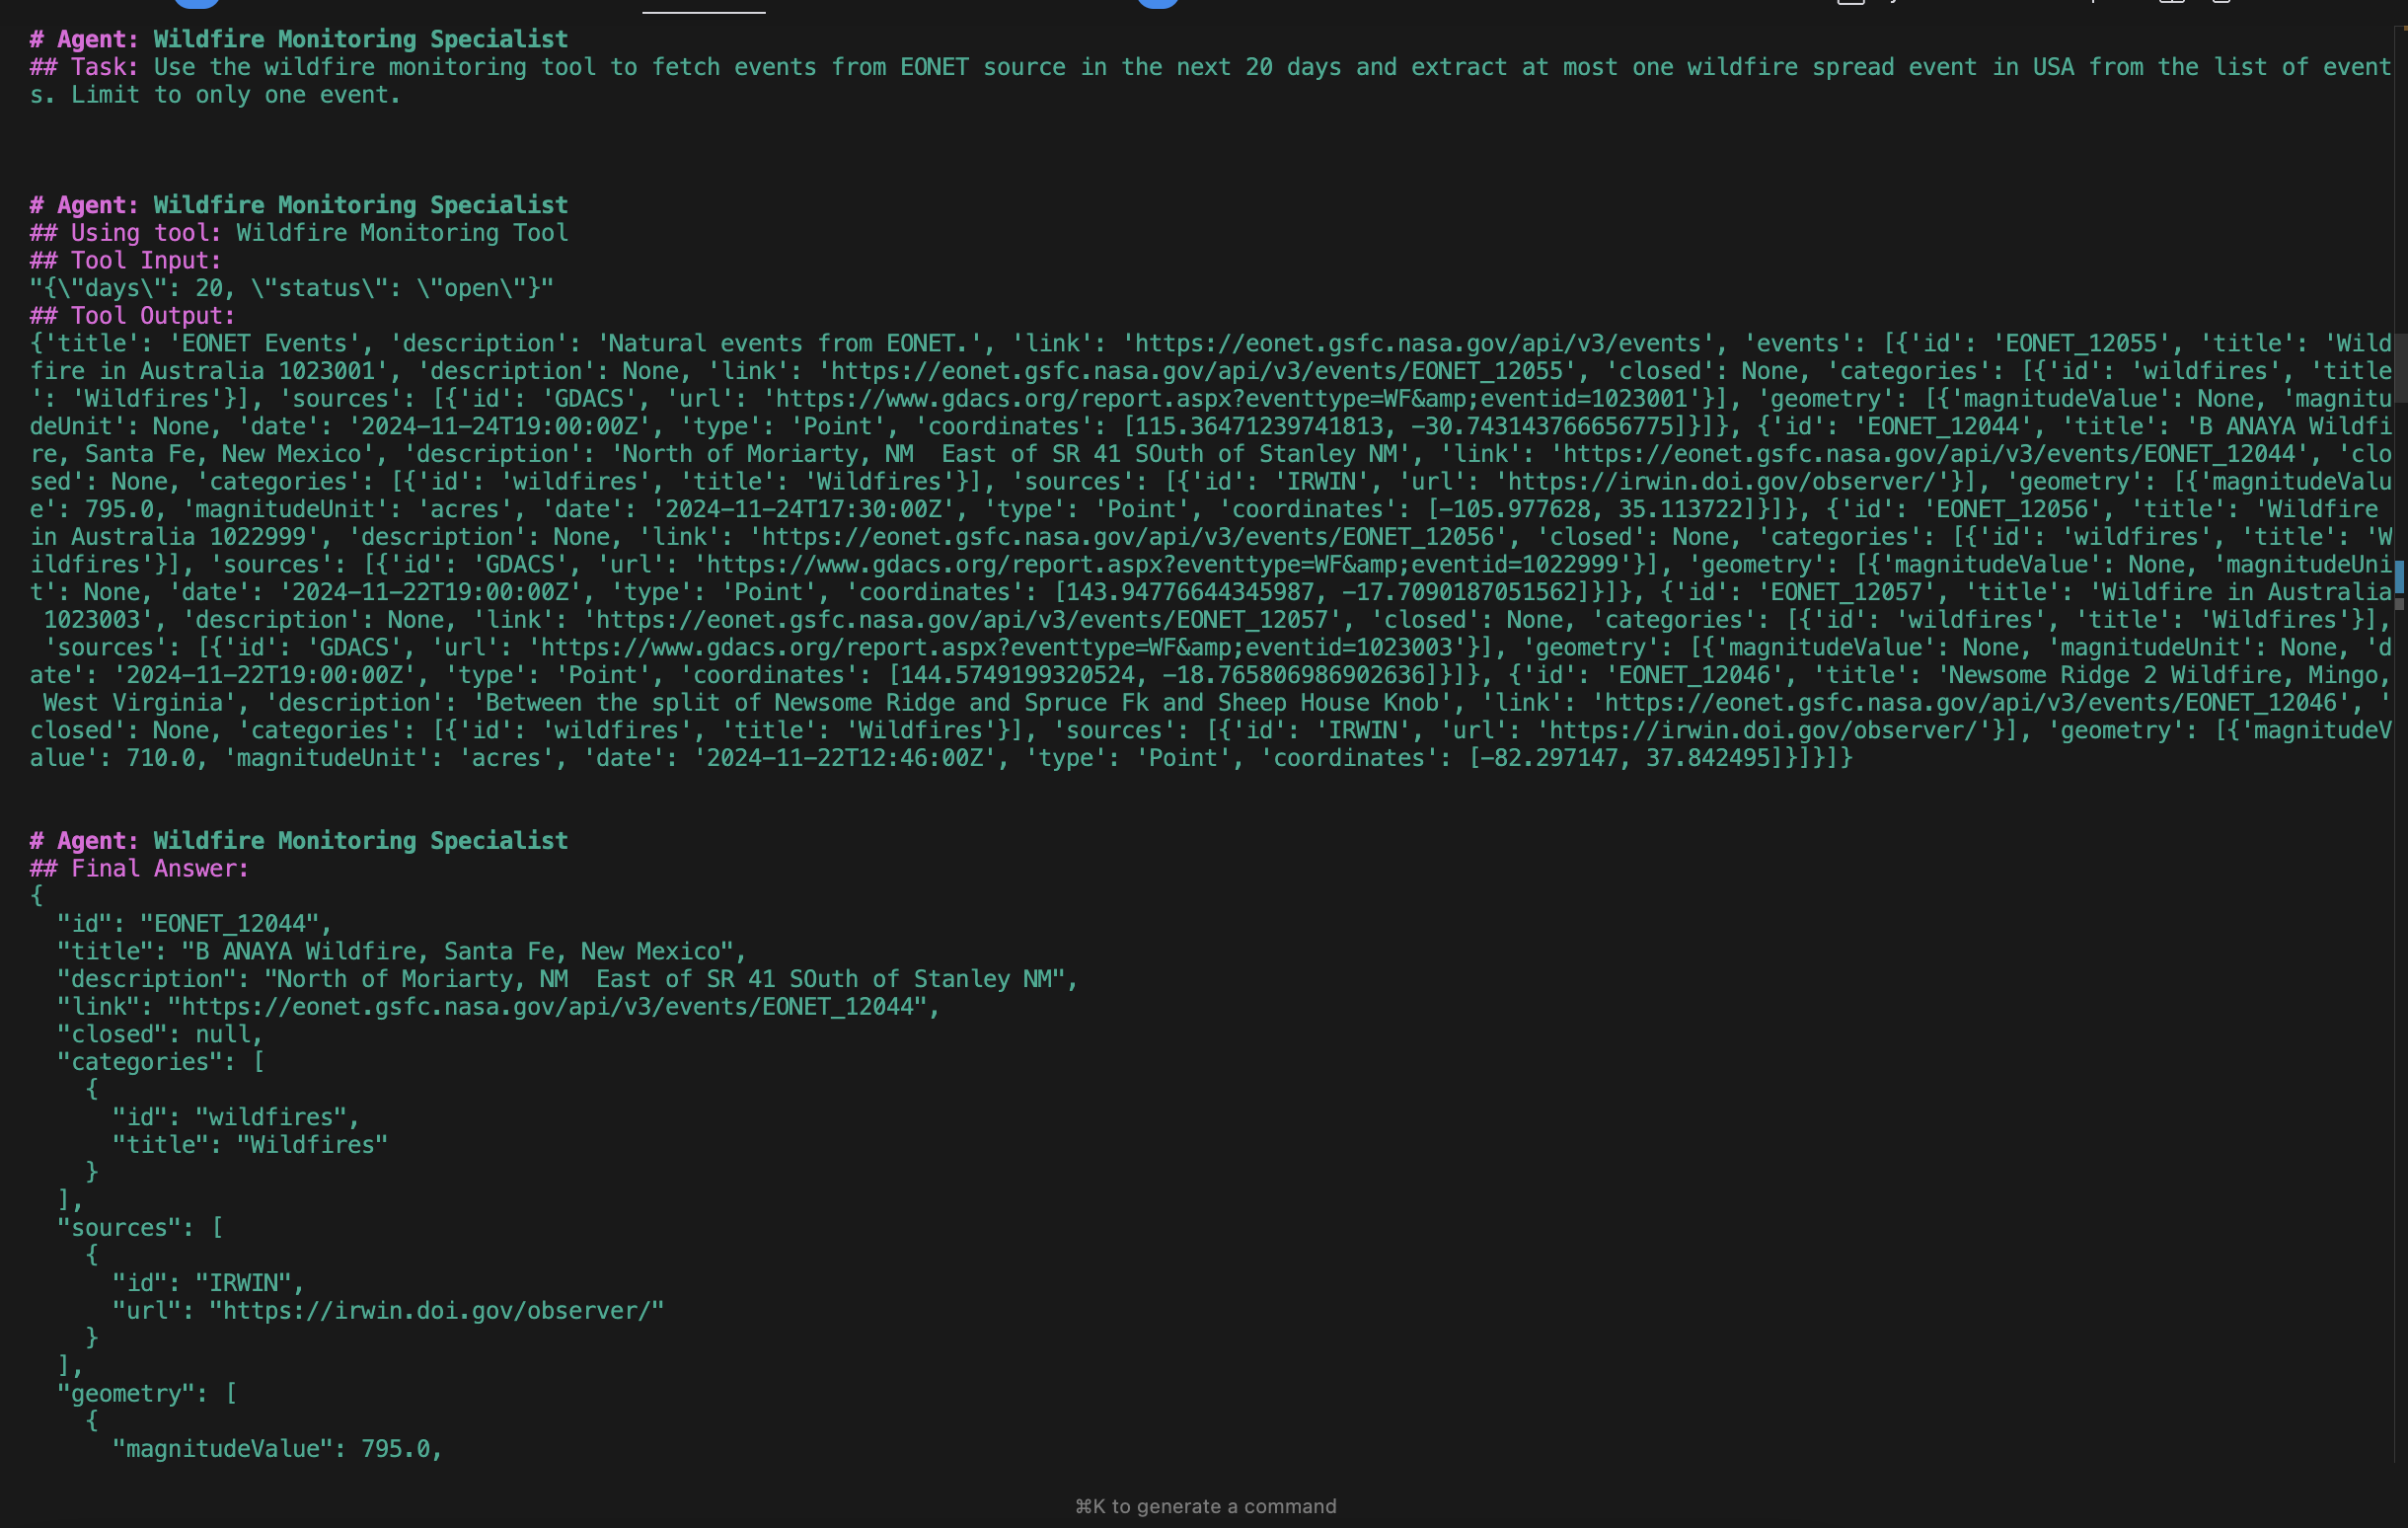 # Agent: Wildfire Monitoring Specialist
## Task: Use the wildfire monitoring tool to fetch events from EONET source in the next 20 days and extract at most one wildfire spread event in USA from the list of event
s. Limit to only one event.
# Agent: Wildfire Monitoring Specialist
## Using tool: Wildfire Monitoring Tool
## Tool Input:
"{\"days\": 20, \"status\": \"open\"}"
## Tool Output:
{'title': 'EONET Events', 'description': 'Natural events from EONET.', 'link': 'https://eonet.gsfc.nasa.gov/api/v3/events', 'events': [{'id': 'EONET_12055', 'title': 'Wild
fire in Australia 1023001', 'description': None, 'link': 'https://eonet.gsfc.nasa.gov/api/v3/events/EONET_12055', 'closed': None, 'categories': [{'id': 'wildfires', 'title
': 'Wildfires'}], 'sources': [{'id': 'GDACS', 'url': 'https://www.gdacs.org/report.aspx?eventtype=WF&amp;eventid=1023001'}], 'geometry': [{'magnitudeValue': None, 'magnitu
deUnit': None, 'date': '2024-11-24T19:00:00Z', 'type': 'Point', 'coordinates': [115.36471239741813, -30.743143766656775]}]}, {'id': 'EONET_12044', 'title': 'B ANAYA Wildfi
re, Santa Fe, New Mexico', 'description': 'North of Moriarty, NM  East of SR 41 SOuth of Stanley NM', 'link': 'https://eonet.gsfc.nasa.gov/api/v3/events/EONET_12044', 'clo
sed': None, 'categories': [{'id': 'wildfires', 'title': 'Wildfires'}], 'sources': [{'id': 'IRWIN', 'url': 'https://irwin.doi.gov/observer/'}], 'geometry': [{'magnitudeValu
e': 795.0, 'magnitudeUnit': 'acres', 'date': '2024-11-24T17:30:00Z', 'type': 'Point', 'coordinates': [-105.977628, 35.113722]}]}, {'id': 'EONET_12056', 'title': 'Wildfire
in Australia 1022999', 'description': None, 'link': 'https://eonet.gsfc.nasa.gov/api/v3/events/EONET_12056', 'closed': None, 'categories': [{'id': 'wildfires', 'title': 'W
ildfires'}], 'sources': [{'id': 'GDACS', 'url': 'https://www.gdacs.org/report.aspx?eventtype=WF&amp;eventid=1022999'}], 'geometry': [{'magnitudeValue': None, 'magnitudeUni
t': None, 'date': '2024-11-22T19:00:00Z', 'type': 'Point', 'coordinates': [143.94776644345987, -17.7090187051562]}]}, {'id': 'EONET_12057', 'title': 'Wildfire in Australia
 1023003', 'description': None, 'link': 'https://eonet.gsfc.nasa.gov/api/v3/events/EONET_12057', 'closed': None, 'categories': [{'id': 'wildfires', 'title': 'Wildfires'}],
 'sources': [{'id': 'GDACS', 'url': 'https://www.gdacs.org/report.aspx?eventtype=WF&amp;eventid=1023003'}], 'geometry': [{'magnitudeValue': None, 'magnitudeUnit': None, 'd
ate': '2024-11-22T19:00:00Z', 'type': 'Point', 'coordinates': [144.5749199320524, -18.765806986902636]}]}, {'id': 'EONET_12046', 'title': 'Newsome Ridge 2 Wildfire, Mingo,
 West Virginia', 'description': 'Between the split of Newsome Ridge and Spruce Fk and Sheep House Knob', 'link': 'https://eonet.gsfc.nasa.gov/api/v3/events/EONET_12046', '
closed': None, 'categories': [{'id': 'wildfires', 'title': 'Wildfires'}], 'sources': [{'id': 'IRWIN', 'url': 'https://irwin.doi.gov/observer/'}], 'geometry': [{'magnitudeV
alue': 710.0, 'magnitudeUnit': 'acres', 'date': '2024-11-22T12:46:00Z', 'type': 'Point', 'coordinates': [-82.297147, 37.842495]}]}]}
# Agent: Wildfire Monitoring Specialist
## Final Answer:
{
  "id": "EONET_12044",
  "title": "B ANAYA Wildfire, Santa Fe, New Mexico",
  "description": "North of Moriarty, NM  East of SR 41 SOuth of Stanley NM",
  "link": "https://eonet.gsfc.nasa.gov/api/v3/events/EONET_12044",
  "closed": null,
  "categories": [
    {
      "id": "wildfires",
      "title": "Wildfires"
    }
  ],
  "sources": [
    {
      "id": "IRWIN",
      "url": "https://irwin.doi.gov/observer/"
    }
  ],
  "geometry": [
    {
      "magnitudeValue": 795.0,
⌘K to generate a command